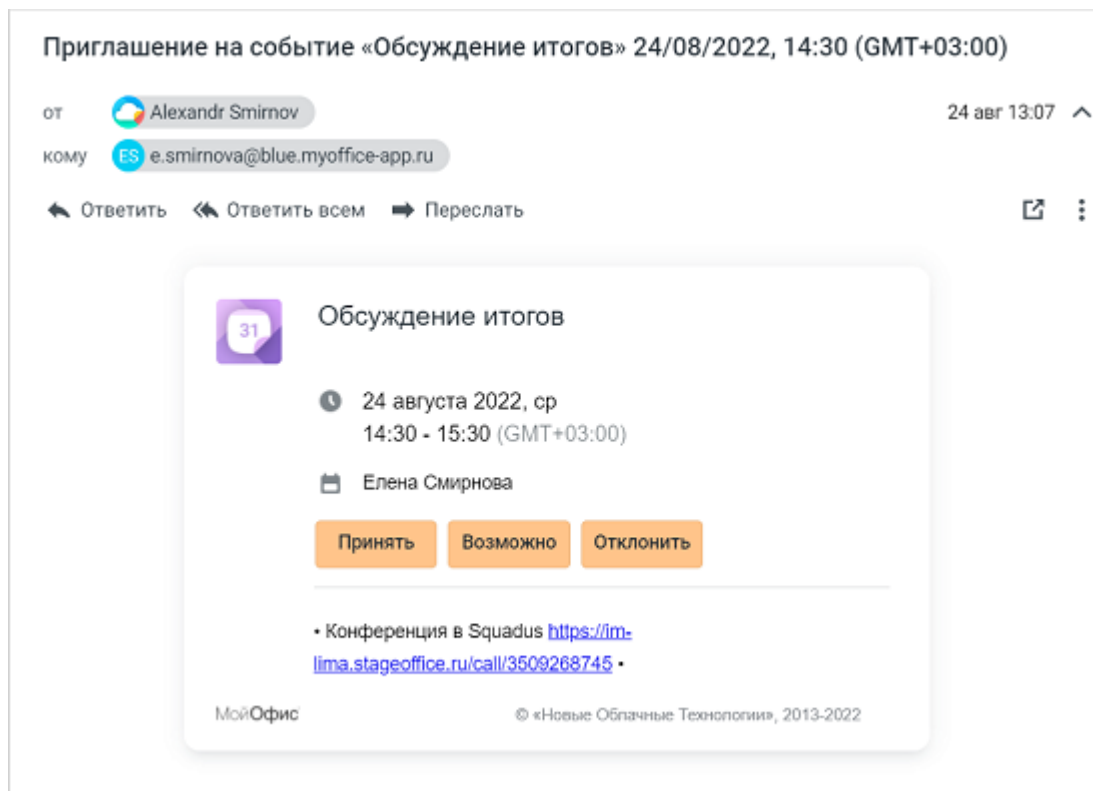 Приглашение на событие «Обсуждение итогов» 24/08/2022, 14:30 (GMT+03:00)
от Alexandr Smirnov 24 авг 13:07
кому ES e.smirnova@blue.myoffice-app.ru
Ответить Ответить всем Переслать
31 Обсуждение итогов
24 августа 2022, ср
14:30 - 15:30 (GMT+03:00)
Елена Смирнова
Принять Возможно Отклонить
• Конференция в Squadus https://im-
lima.stageoffice.ru/call/3509268745 •
МойОфис © «Новые Облачные Технологии», 2013-2022